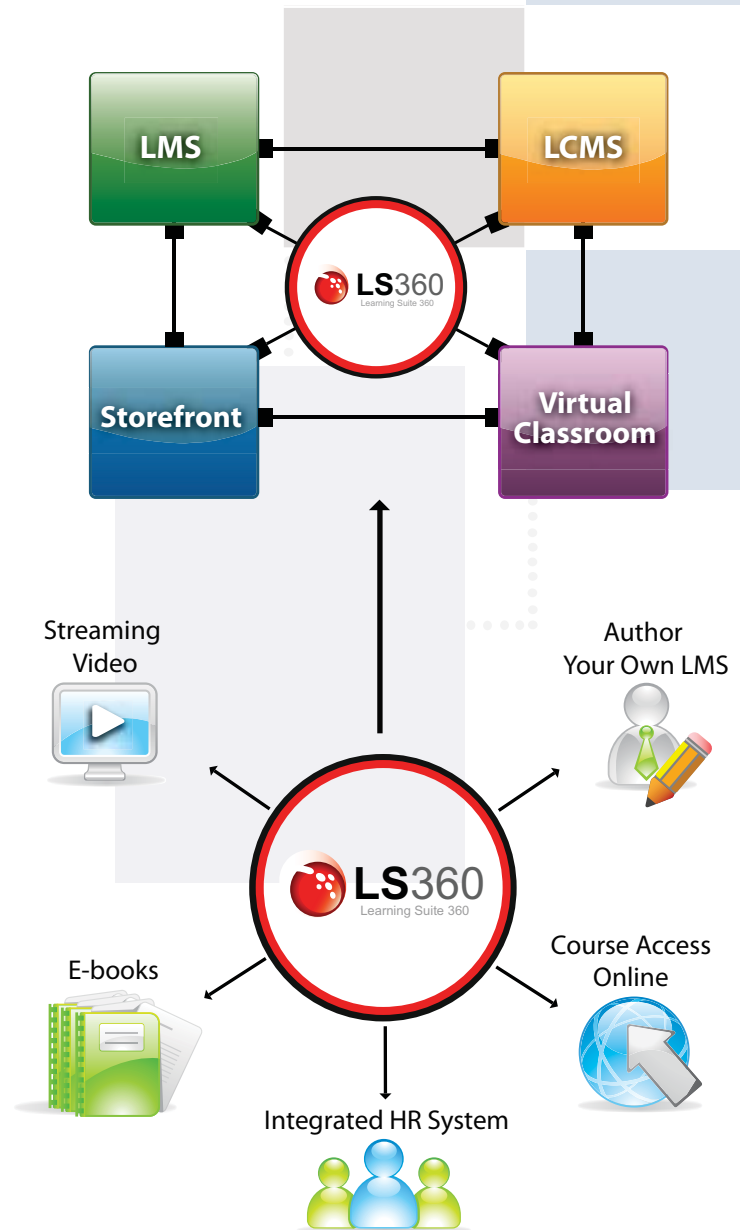 LMS
LCMS
LS360
Learning Suite 360
Storefront
Virtual
Classroom
Streaming
Video
Author
Your Own LMS
LS360
Learning Suite 360
E-books
Course Access
Online
Integrated HR System